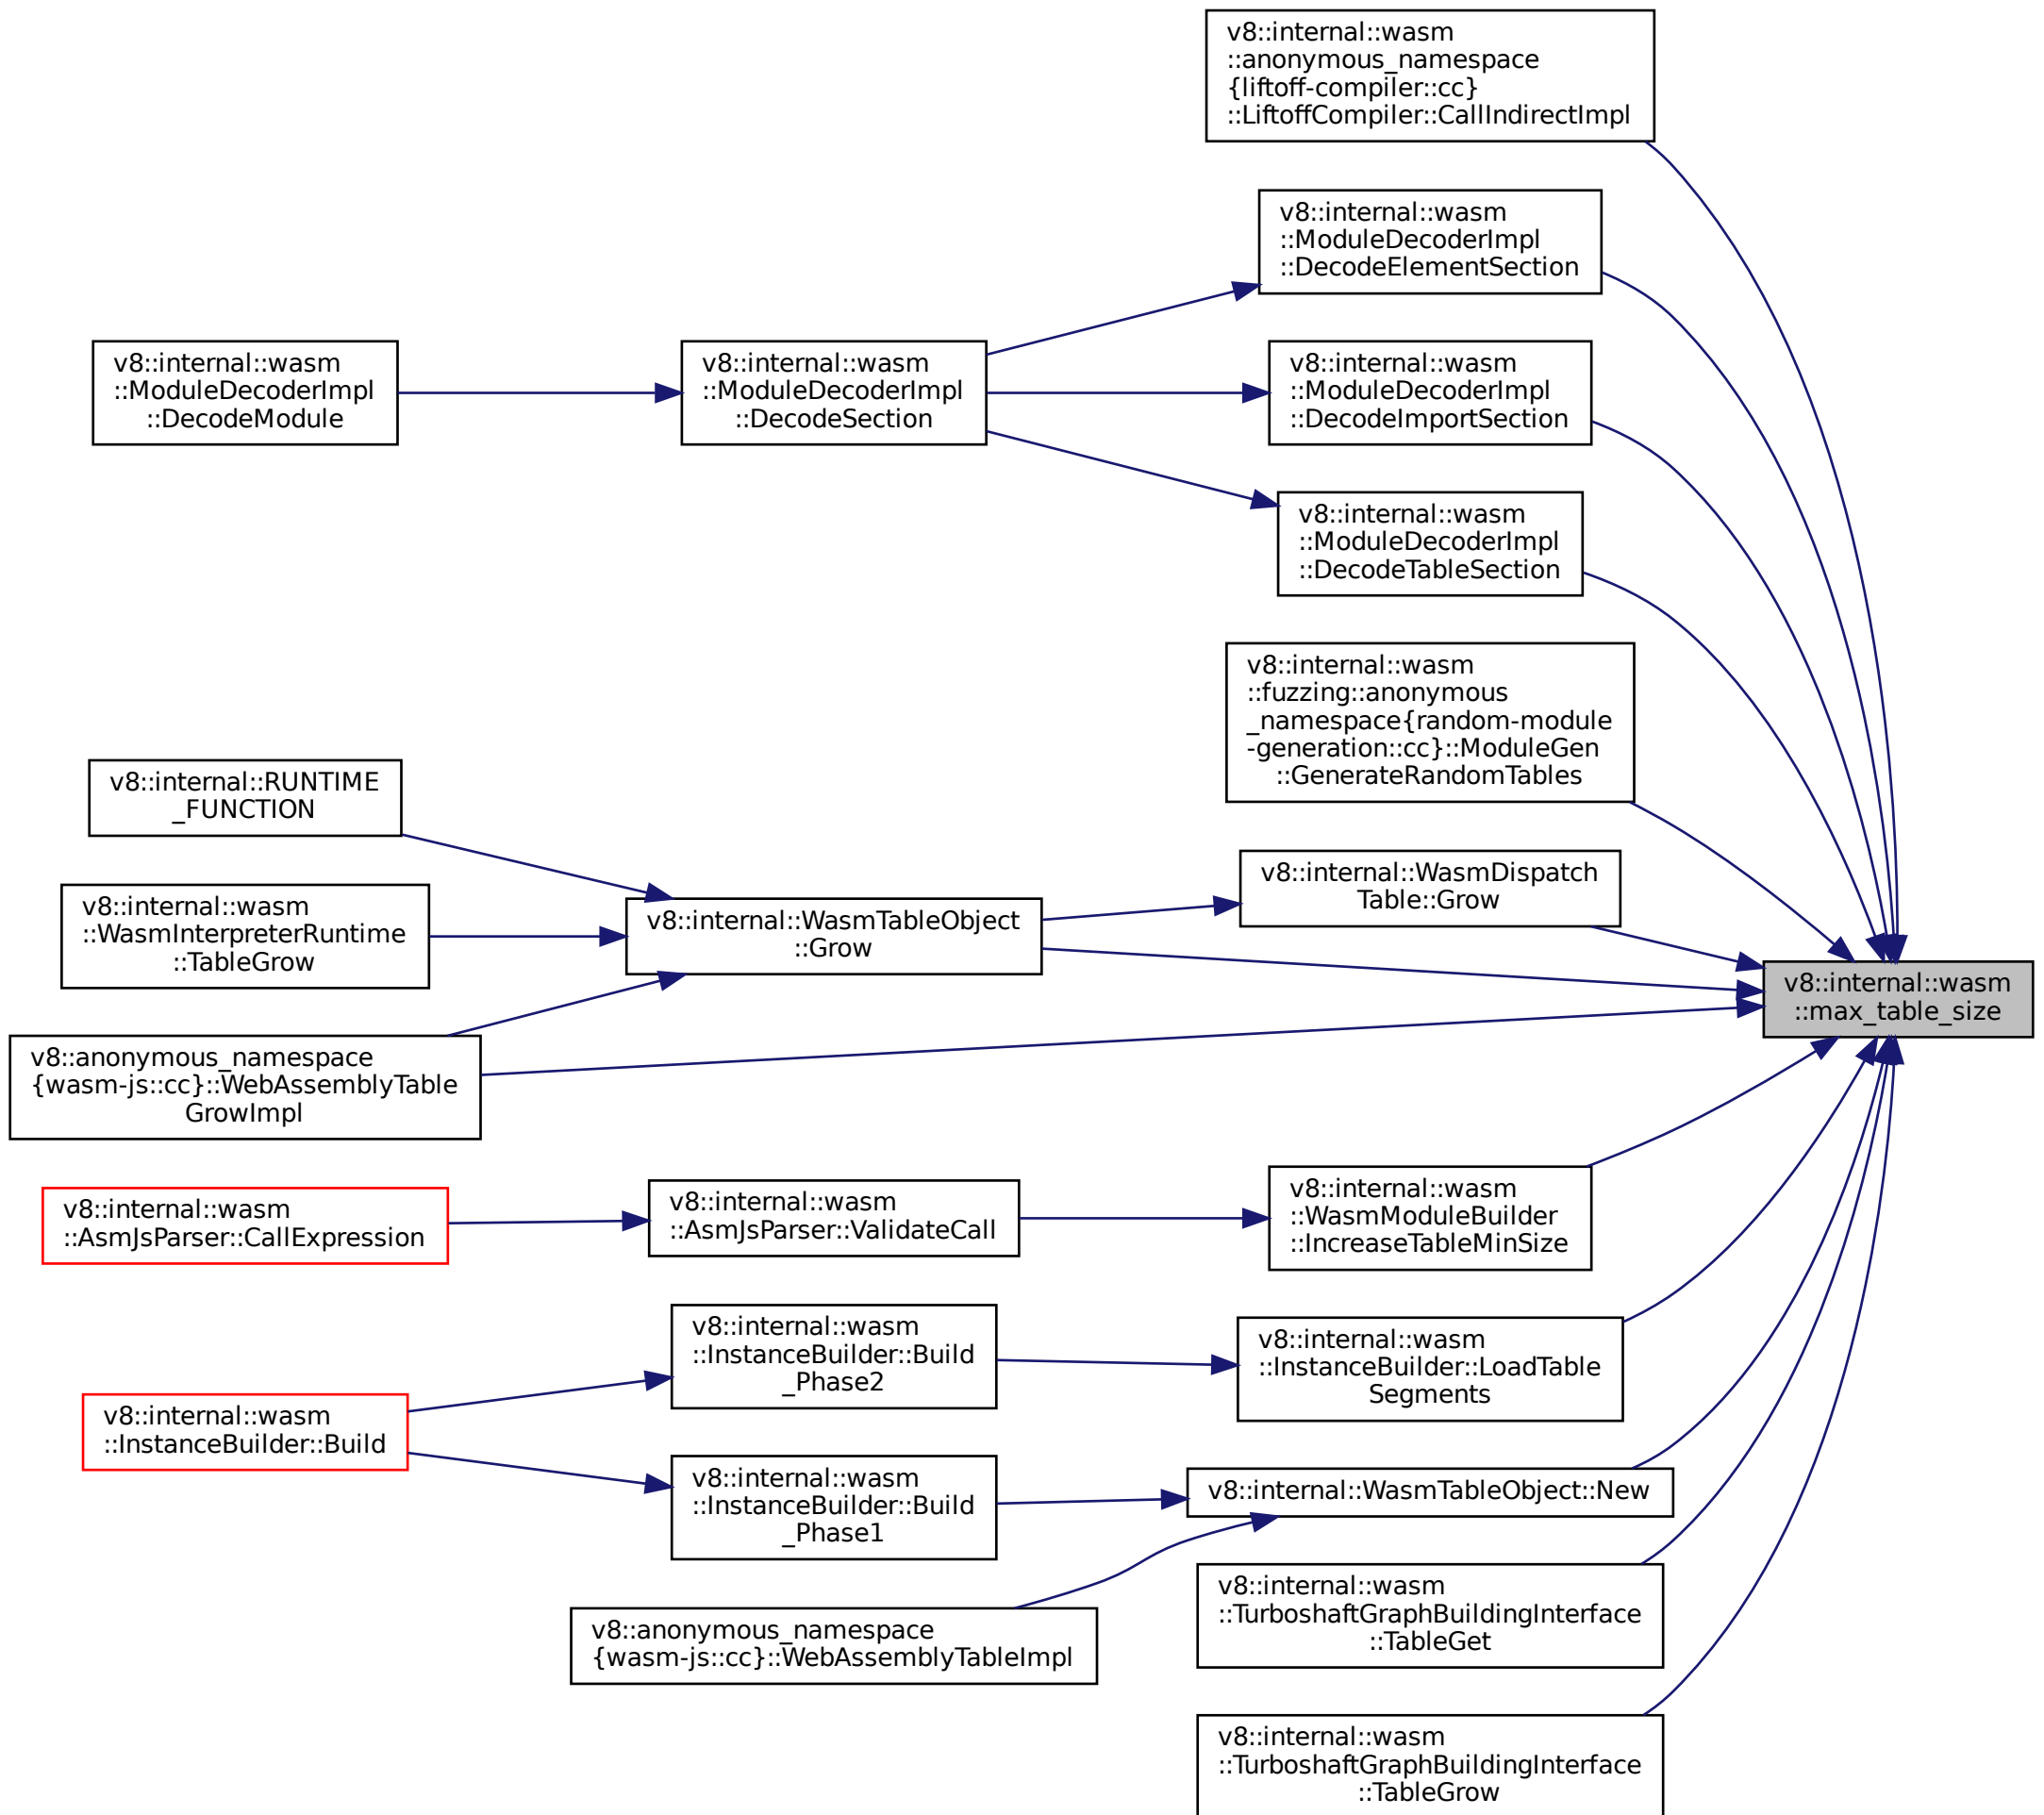 v8::internal::wasm
::anonymous_namespace
{liftoff-compiler::cc}
::LiftoffCompiler::CallIndirectImpl
v8::internal::wasm
::ModuleDecoderImpl
::DecodeElementSection
v8::internal::wasm
::ModuleDecoderImpl
::DecodeModule
v8::internal::wasm
::ModuleDecoderImpl
::DecodeSection
v8::internal::wasm
::ModuleDecoderImpl
::DecodeImportSection
v8::internal::wasm
::ModuleDecoderImpl
::DecodeTableSection
v8::internal::wasm
::fuzzing::anonymous
_namespace{random-module
-generation::cc}::ModuleGen
::GenerateRandomTables
v8::internal::RUNTIME
_FUNCTION
v8::internal::WasmDispatch
Table::Grow
v8::internal::wasm
::WasmInterpreterRuntime
::TableGrow
v8::internal::WasmTableObject
::Grow
v8::internal::wasm
::max_table_size
v8::anonymous_namespace
{wasm-js::cc}::WebAssemblyTable
GrowImpl
v8::internal::wasm
::AsmJsParser::CallExpression
v8::internal::wasm
::AsmJsParser::ValidateCall
v8::internal::wasm
::WasmModuleBuilder
::IncreaseTableMinSize
v8::internal::wasm
::InstanceBuilder::Build
_Phase2
v8::internal::wasm
::InstanceBuilder::LoadTable
Segments
v8::internal::wasm
::InstanceBuilder::Build
v8::internal::wasm
::InstanceBuilder::Build
_Phase1
v8::internal::WasmTableObject::New
v8::anonymous_namespace
{wasm-js::cc}::WebAssemblyTableImpl
v8::internal::wasm
::TurboshaftGraphBuildingInterface
::TableGet
v8::internal::wasm
::TurboshaftGraphBuildingInterface
::TableGrow